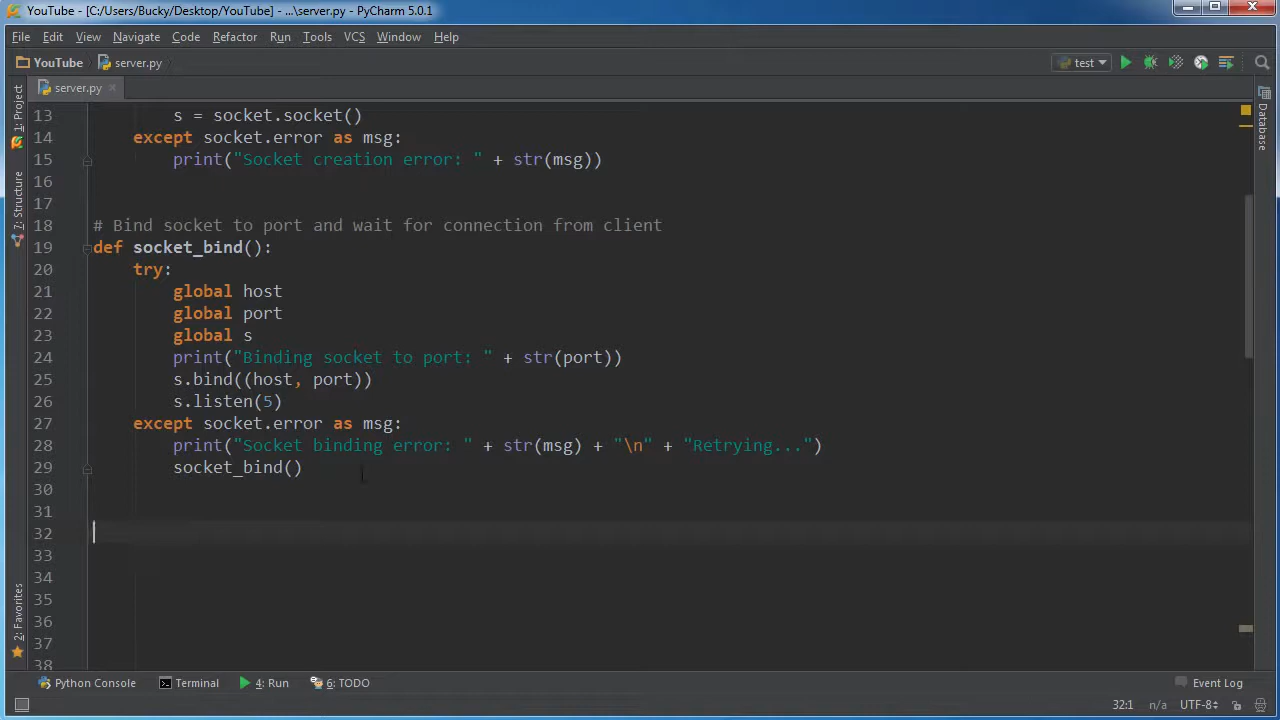 YouTube - [C:/Users/Bucky/Desktop/YouTube] - ...\server.py - PyCharm 5.0.1
File Edit View Navigate Code Refactor Run Tools VCS Window Help
YouTube server.py test
server.py
1: Project
7: Structure
2: Favorites
Database
13 s = socket.socket()
14 except socket.error as msg:
15 print("Socket creation error: " + str(msg))
16
17
18 # Bind socket to port and wait for connection from client
19 def socket_bind():
20 try:
21 global host
22 global port
23 global s
24 print("Binding socket to port: " + str(port))
25 s.bind((host, port))
26 s.listen(5)
27 except socket.error as msg:
28 print("Socket binding error: " + str(msg) + "\n" + "Retrying...")
29 socket_bind()
30
31
32
33
34
35
36
37
38
Python Console Terminal 4: Run 6: TODO Event Log
32:1 n/a UTF-8